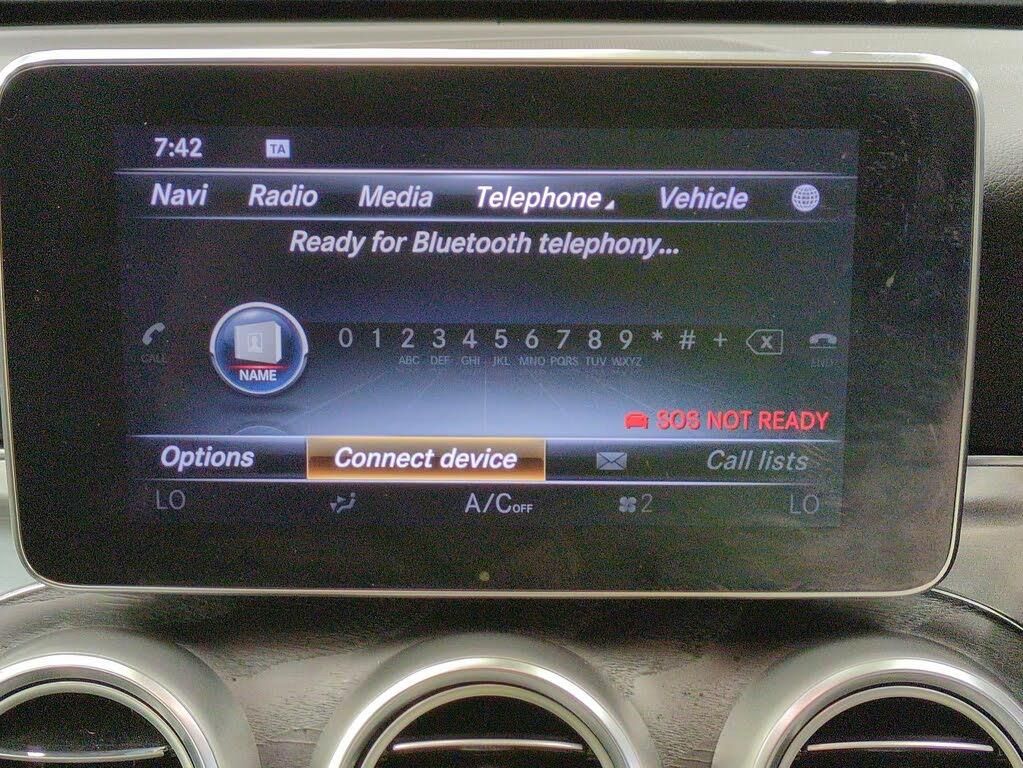 7:42 TA
Navi Radio Media Telephone Vehicle
Ready for Bluetooth telephony...
0 1 2 3 4 5 6 7 8 9 * # + X
CALL ABC DEF GHI JKL MNO PQRS TUV WXYZ END
NAME
SOS NOT READY
Options Connect device Call lists
LO A/C OFF 2 LO